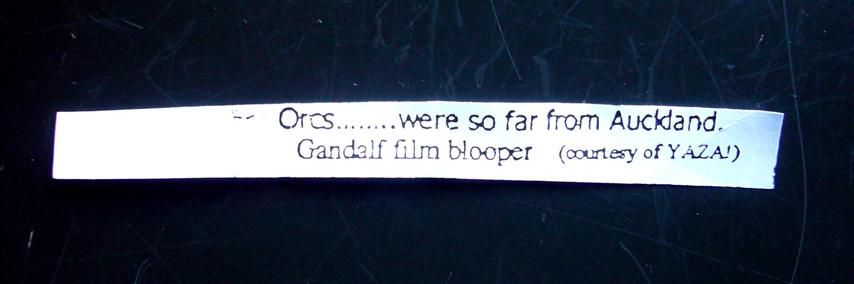 Orcs........were so far from Auckland.
Gandalf film blooper (courtesy of YAZA!)